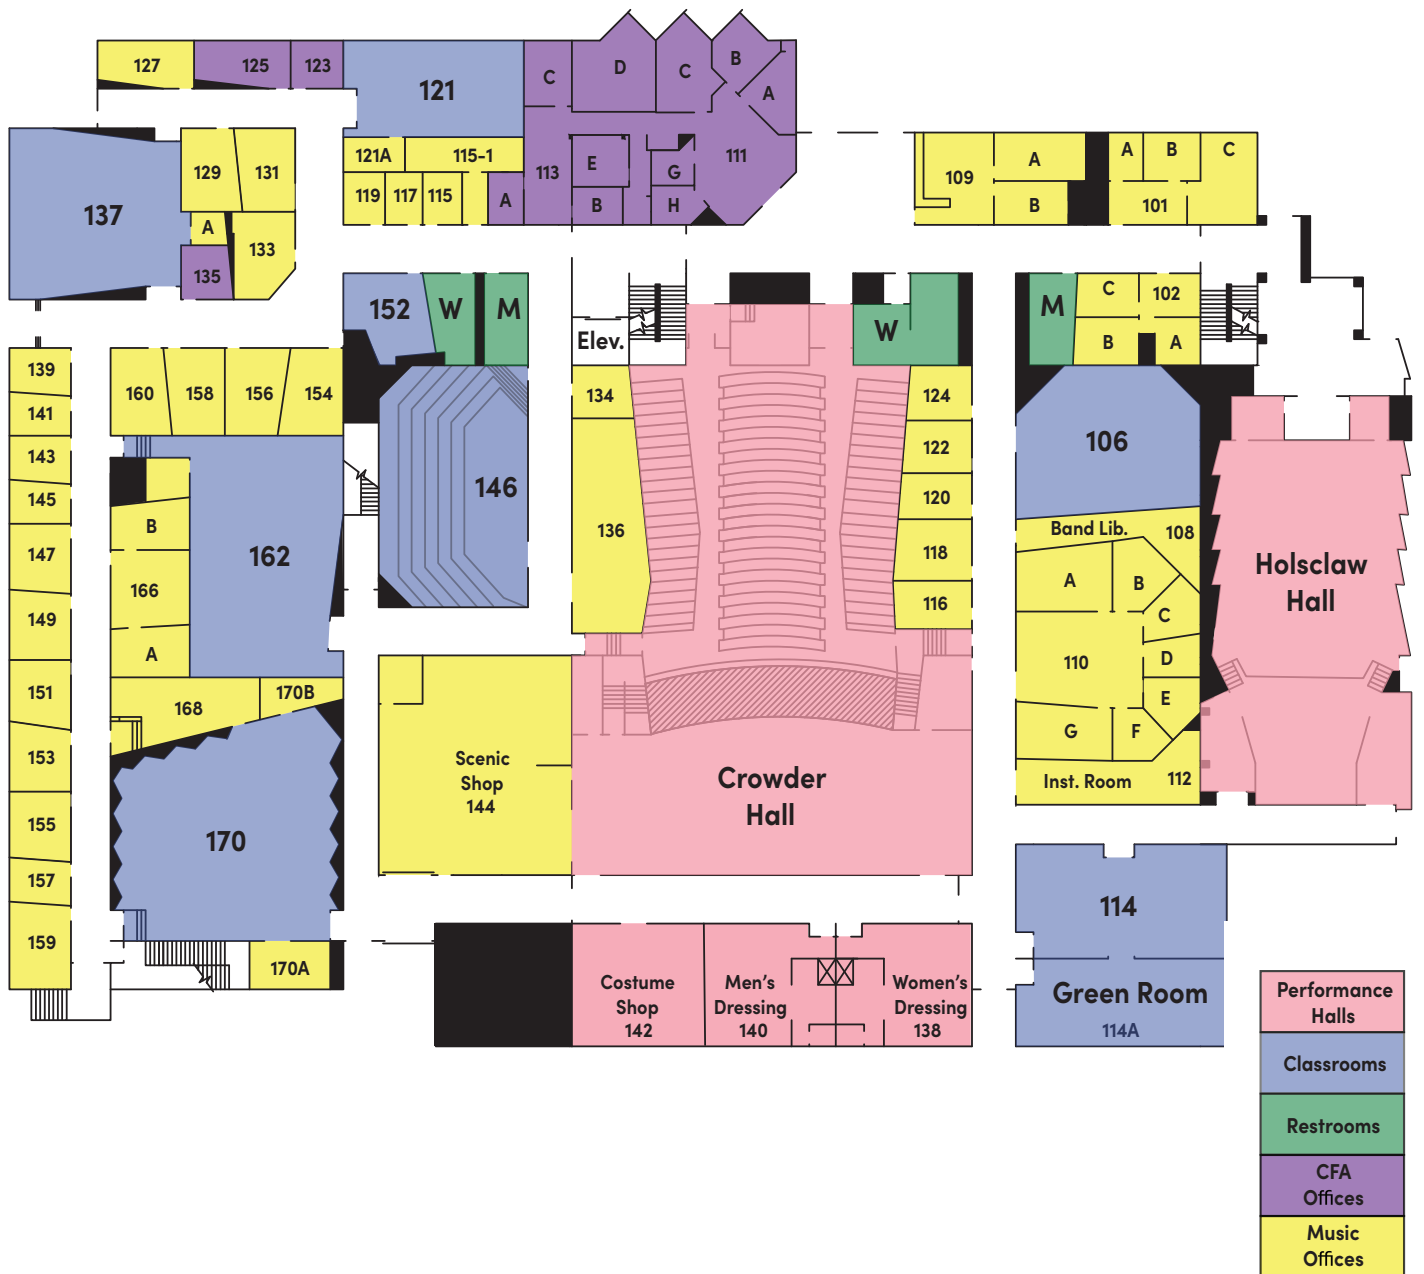 127
125
123
121
C
D
C
B
A
121A
115-1
119
117
115
A
113
E
B
G
H
111
109
A
B
A
B
C
101
137
129
131
A
133
135
152
W
M
Elev.
W
M
C
102
B
A
139
141
143
145
147
149
151
153
155
157
159
160
158
156
154
B
166
A
162
168
170B
170
170A
146
134
136
124
122
120
118
116
106
Band Lib.
108
A
B
C
D
E
F
G
110
Inst. Room
112
Holsclaw
Hall
Scenic
Shop
144
Crowder
Hall
Costume
Shop
142
Men's
Dressing
140
Women's
Dressing
138
114
Green Room
114A
Performance
Halls
Classrooms
Restrooms
CFA
Offices
Music
Offices